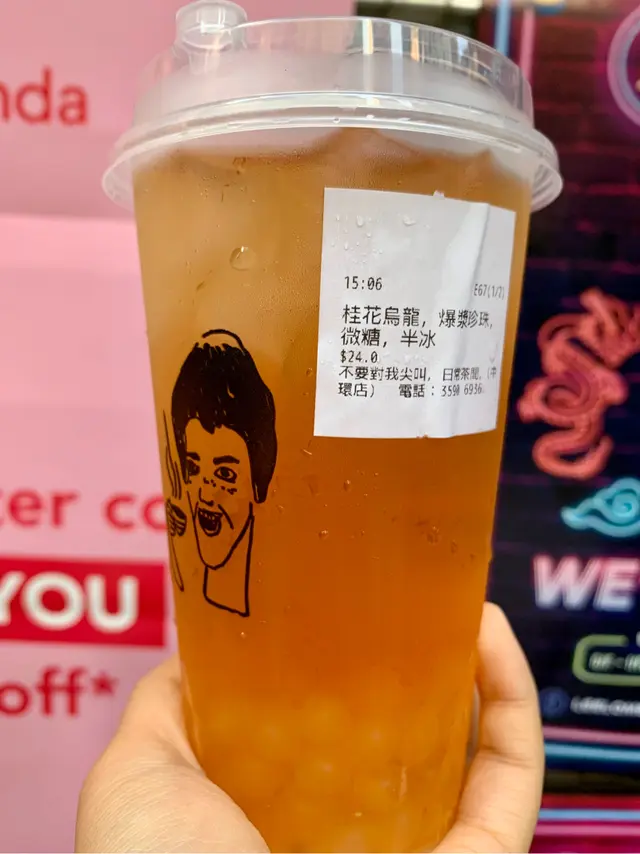 nda
15:06
E67(1/2)
桂花烏龍, 爆漿珍珠,
微糖, 半冰
$24.0
不要對我尖叫, 日常茶間, (中
環店) 電話:3590 6936
ter co
YOU
off*
WE